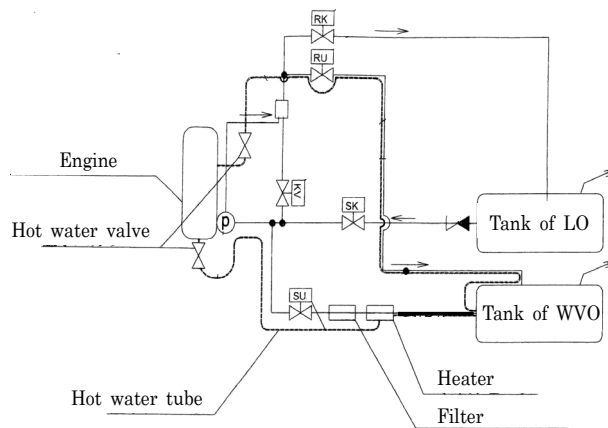 RK
RU
Engine
KV
SK
Tank of LO
p
Hot water valve
SU
Tank of WVO
Heater
Hot water tube
Filter